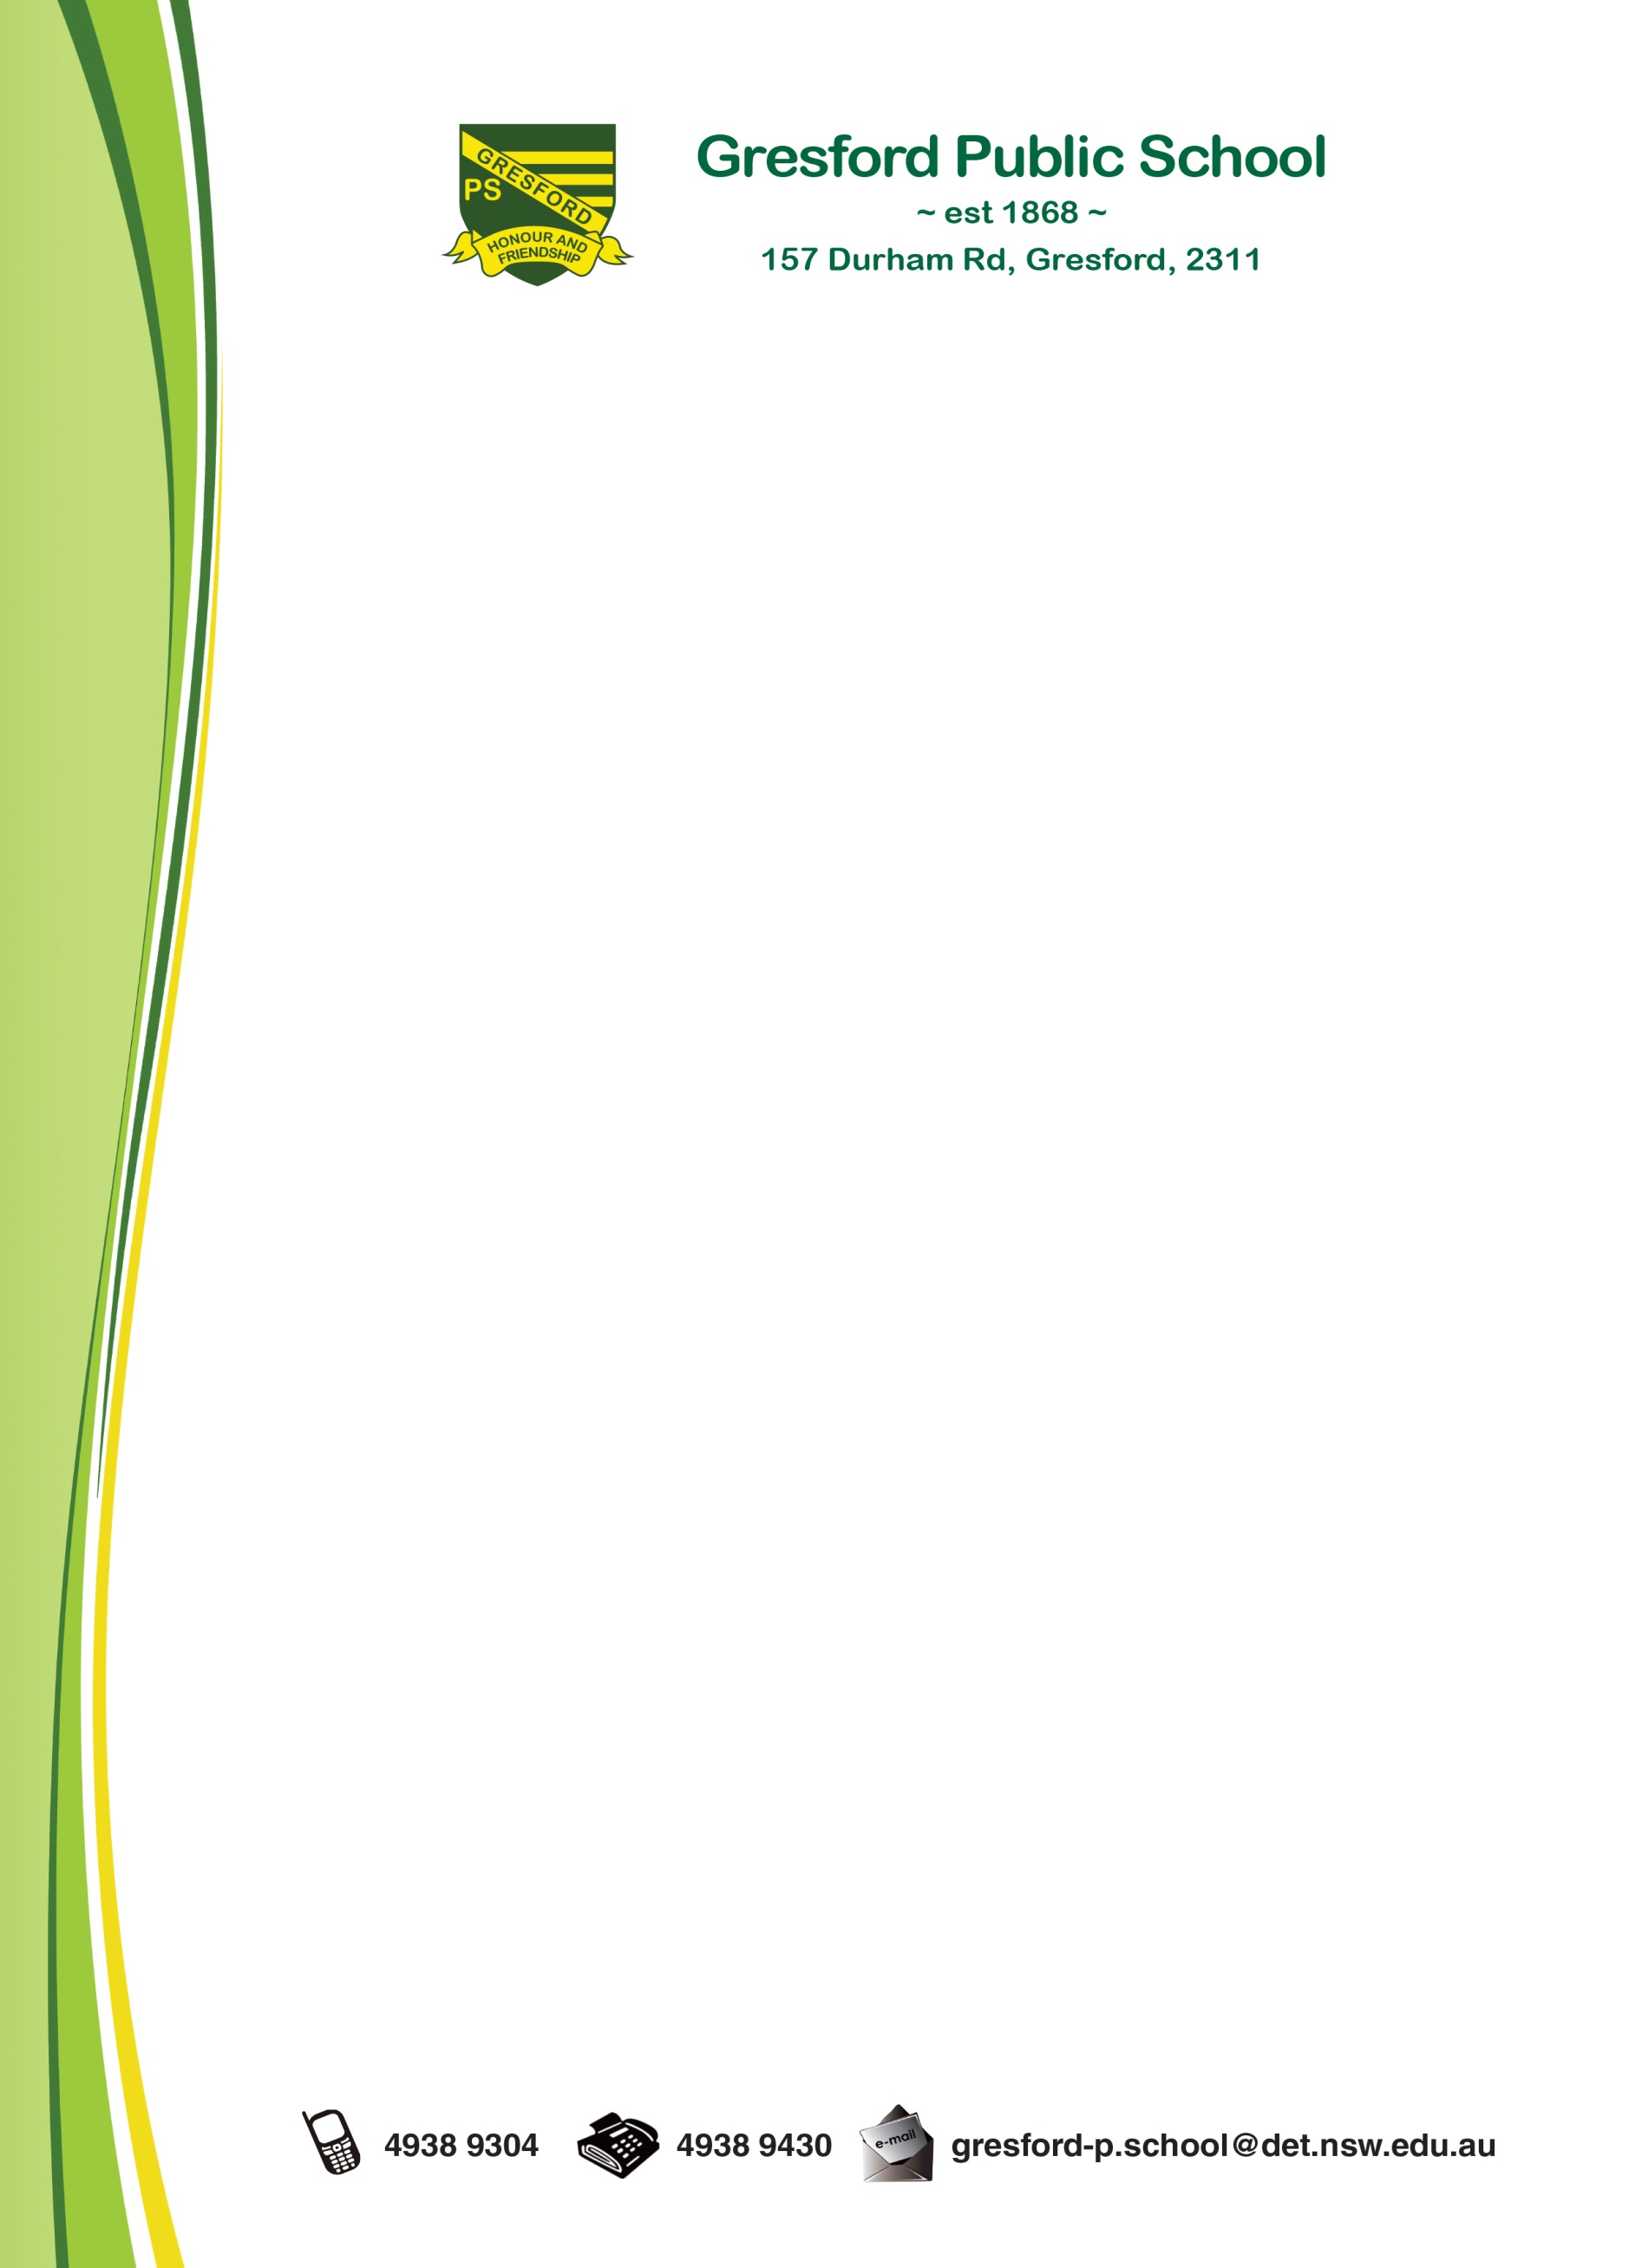 GRESFORD
PS
HONOUR AND
FRIENDSHIP
Gresford Public School
~ est 1868 ~
157 Durham Rd, Gresford, 2311
4938 9304
4938 9430
e-mail
gresford-p.school@det.nsw.edu.au